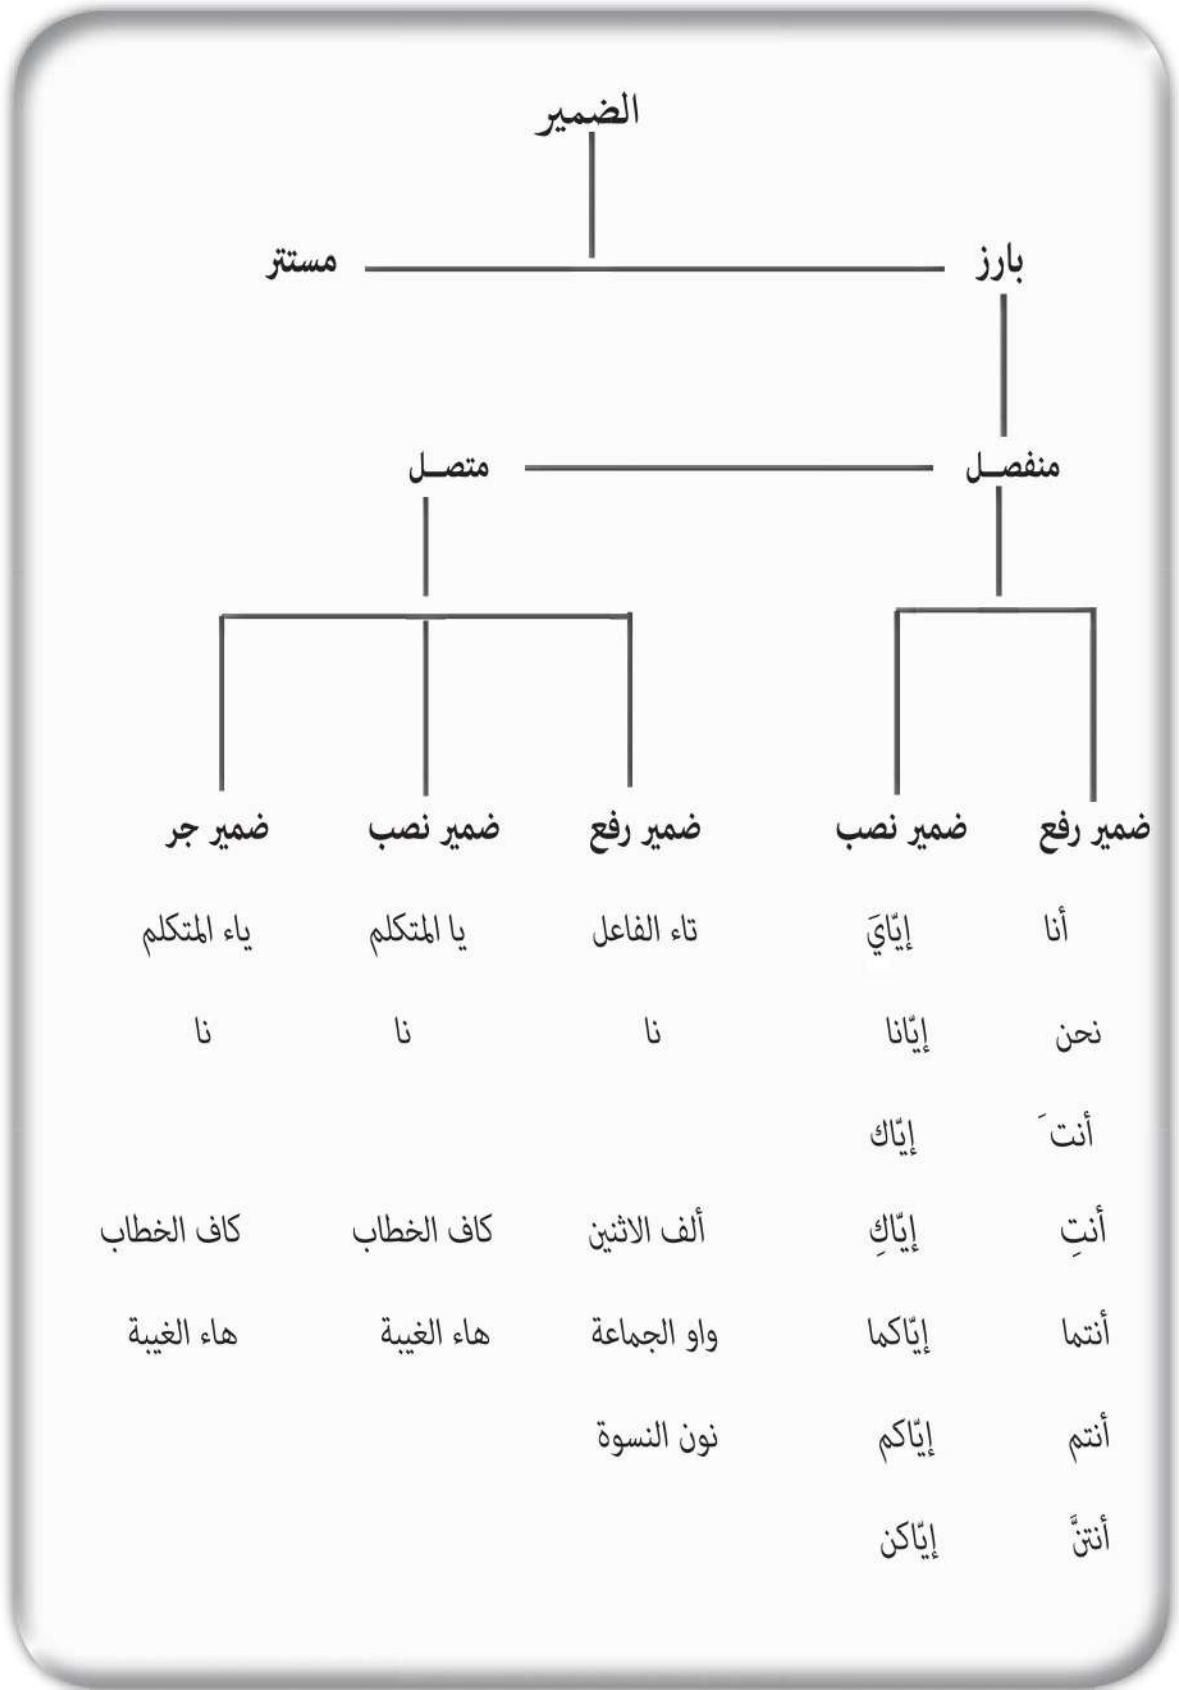 الضمير
بارز مستتر
منفصل متصل
ضمير رفع ضمير نصب ضمير رفع ضمير نصب ضمير جر
أنا إيّايَ تاء الفاعل يا المتكلم ياء المتكلم
نحن إيّانا نا نا نا
أنتَ إيّاك
أنتِ إيّاكِ ألف الاثنين كاف الخطاب كاف الخطاب
أنتما إيّاكما واو الجماعة هاء الغيبة هاء الغيبة
أنتم إيّاكم نون النسوة
أنتنَّ إيّاكن